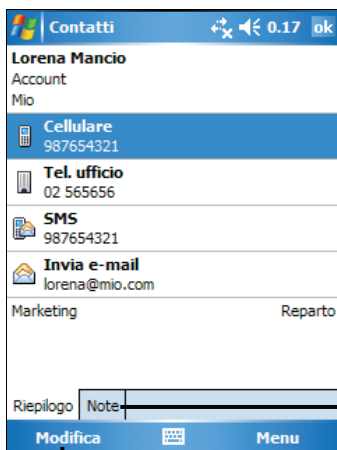 Contatti 0.17 ok
Lorena Mancio
Account
Mio
Cellulare
987654321
Tel. ufficio
02 565656
SMS
987654321
Invia e-mail
lorena@mio.com
Marketing Reparto
Riepilogo Note
Modifica Menu